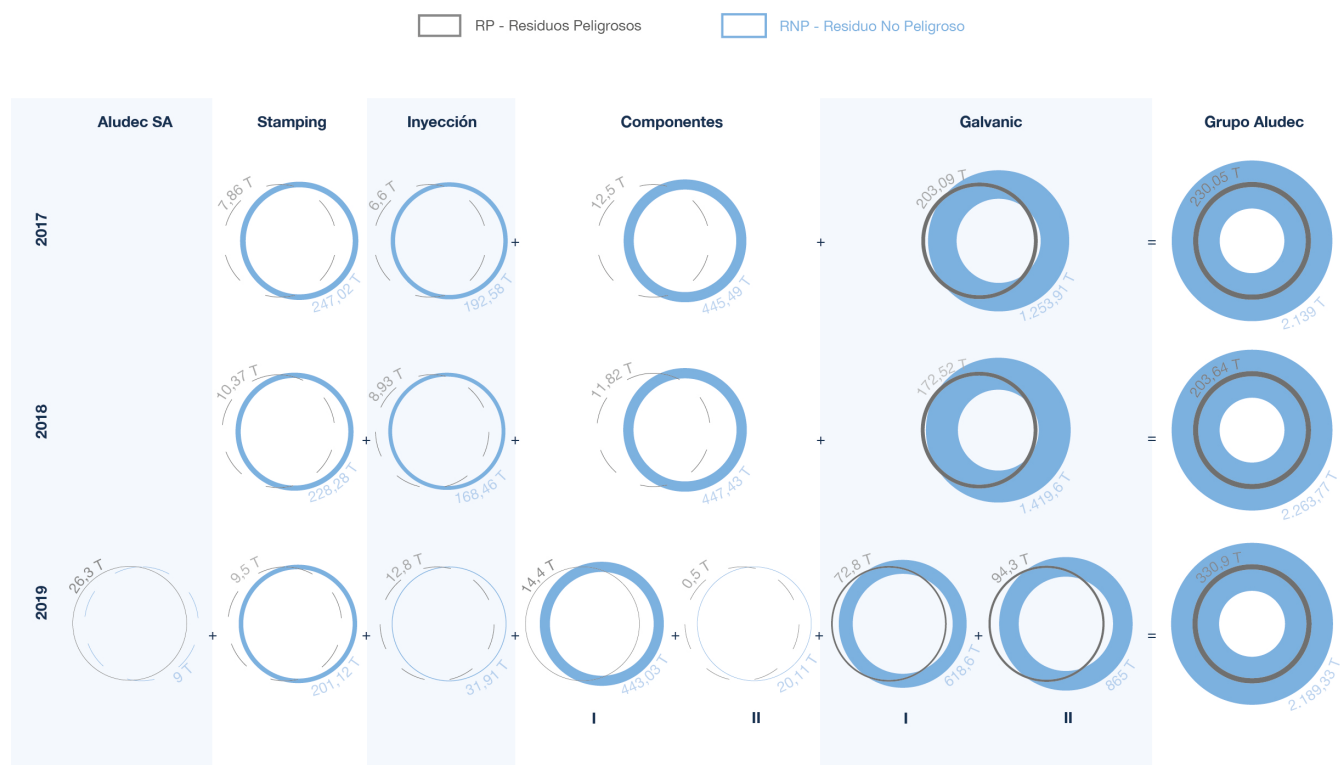 RP - Residuos Peligrosos
RNP - Residuo No Peligroso
Aludec SA
Stamping
Inyección
Componentes
Galvanic
Grupo Aludec
2017
7,86 T
247,02 T
6,6 T
192,58 T
+
12,5 T
445,49 T
+
203,09 T
1.253,91 T
=
230,05 T
2.139 T
2018
10,37 T
228,28 T
+
8,93 T
168,46 T
+
11,82 T
447,43 T
+
172,52 T
1.419,6 T
=
203,64 T
2.263,77 T
2019
26,3 T
9 T
+
9,5 T
201,12 T
+
12,8 T
31,91 T
+
14,4 T
443,03 T
+
0,5 T
20,11 T
+
72,8 T
618,6 T
+
94,3 T
865 T
=
330,9 T
2.189,33 T
I
II
I
II